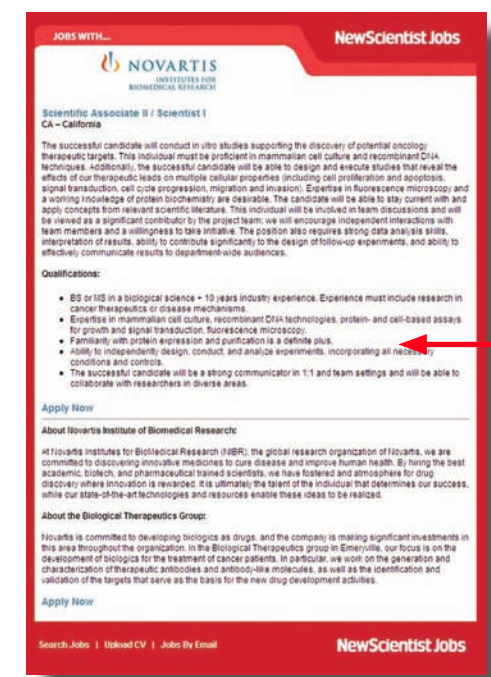 JOBS WITH...
NewScientist Jobs
NOVARTIS
INSTITUTES FOR
BIOMEDICAL RESEARCH
Scientific Associate II / Scientist I
CA – California
The successful candidate will conduct in vitro studies supporting the discovery of potential oncology
therapeutic targets. This individual must be proficient in mammalian cell culture and recombinant DNA
techniques. Additionally, the successful candidate will be able to design and execute studies that reveal the
effects of our therapeutic leads on multiple cellular properties (including cell proliferation and apoptosis,
signal transduction, cell cycle progression, migration and invasion). Expertise in fluorescence microscopy and
a working knowledge of protein biochemistry are desirable. The candidate will be able to stay current with and
apply concepts from relevant scientific literature. This individual will be involved in team discussions and will
be viewed as a significant contributor by the project team; we will encourage independent interactions with
team members and a willingness to take initiative. The position also requires strong data analysis skills,
interpretation of results, ability to contribute significantly to the design of follow-up experiments, and ability to
effectively communicate results to department-wide audiences.
Qualifications:
• BS or MS in a biological science + 10 years industry experience. Experience must include research in
cancer therapeutics or disease mechanisms.
• Expertise in mammalian cell culture, recombinant DNA technologies, protein- and cell-based assays
for growth and signal transduction, fluorescence microscopy.
• Familiarity with protein expression and purification is a definite plus.
• Ability to independently design, conduct, and analyze experiments, incorporating all necessary
conditions and controls.
• The successful candidate will be a strong communicator in 1:1 and team settings and will be able to
collaborate with researchers in diverse areas.
Apply Now
About Novartis Institute of Biomedical Research:
At Novartis Institutes for BioMedical Research (NIBR), the global research organization of Novartis, we are
committed to discovering innovative medicines to cure disease and improve human health. By hiring the best
academic, biotech, and pharmaceutical trained scientists, we have fostered and atmosphere for drug
discovery where innovation is rewarded. It is ultimately the talent of the individual that determines our success,
while our state-of-the-art technologies and resources enable these ideas to be realized.
About the Biological Therapeutics Group:
Novartis is committed to developing biologics as drugs, and the company is making significant investments in
this area throughout the organization. In the Biological Therapeutics group in Emeryville, our focus is on the
development of biologics for the treatment of cancer patients. In particular, we work on the generation and
characterization of therapeutic antibodies and antibody-like molecules, as well as the identification and
validation of the targets that serve as the basis for the new drug development activities.
Apply Now
Search Jobs | Upload CV | Jobs By Email
NewScientist Jobs